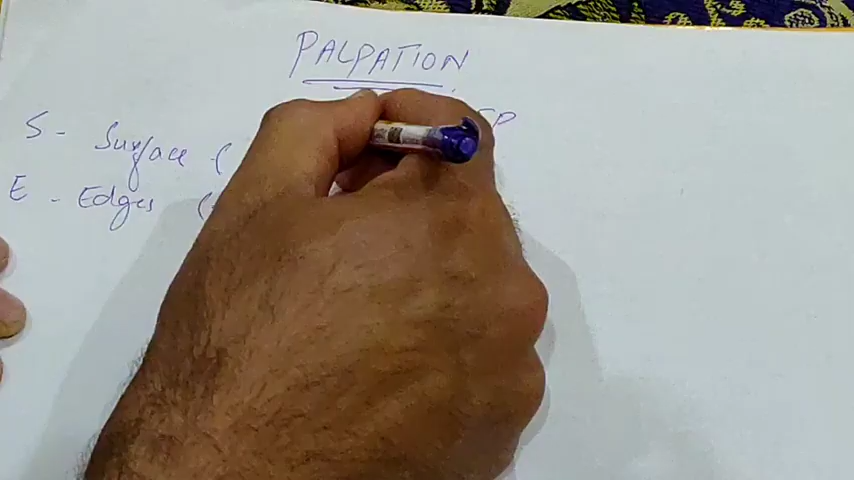 PALPATION
S - Surface (
E - Edges (